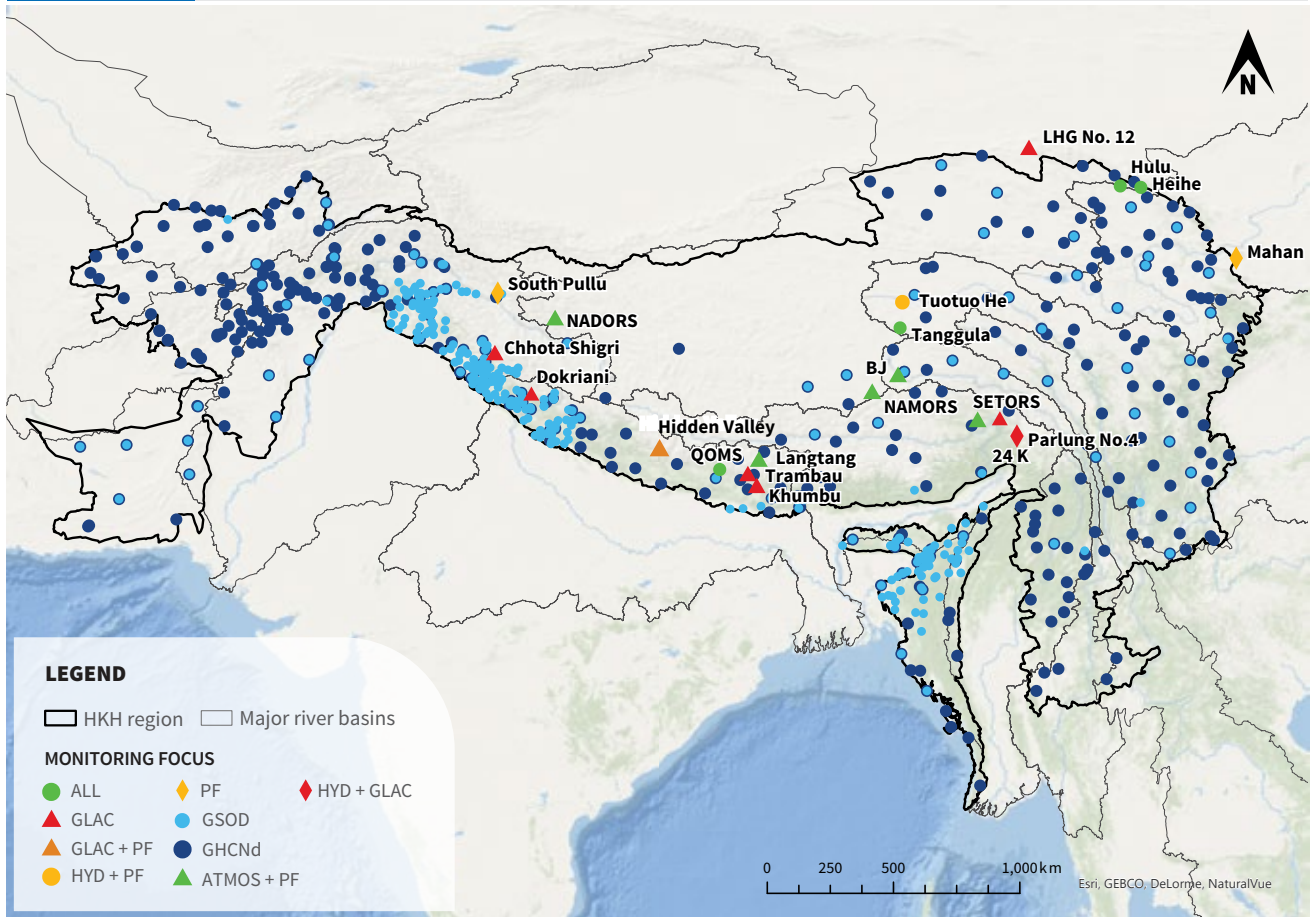 N
LHG No. 12
Hulu
Heihe
Mahan
South Pullu
Tuotuo He
NADORS
Tanggula
Chhota Shigri
BJ
Dokriani
NAMORS
SETORS
Hidden Valley
Parlung No.4
QOMS
Langtang
24 K
Trambau
Khumbu
LEGEND
HKH region
Major river basins
MONITORING FOCUS
ALL
PF
HYD + GLAC
GLAC
GSOD
GLAC + PF
GHCNd
HYD + PF
ATMOS + PF
0 250 500 1,000 km
Esri, GEBCO, DeLorme, NaturalVue